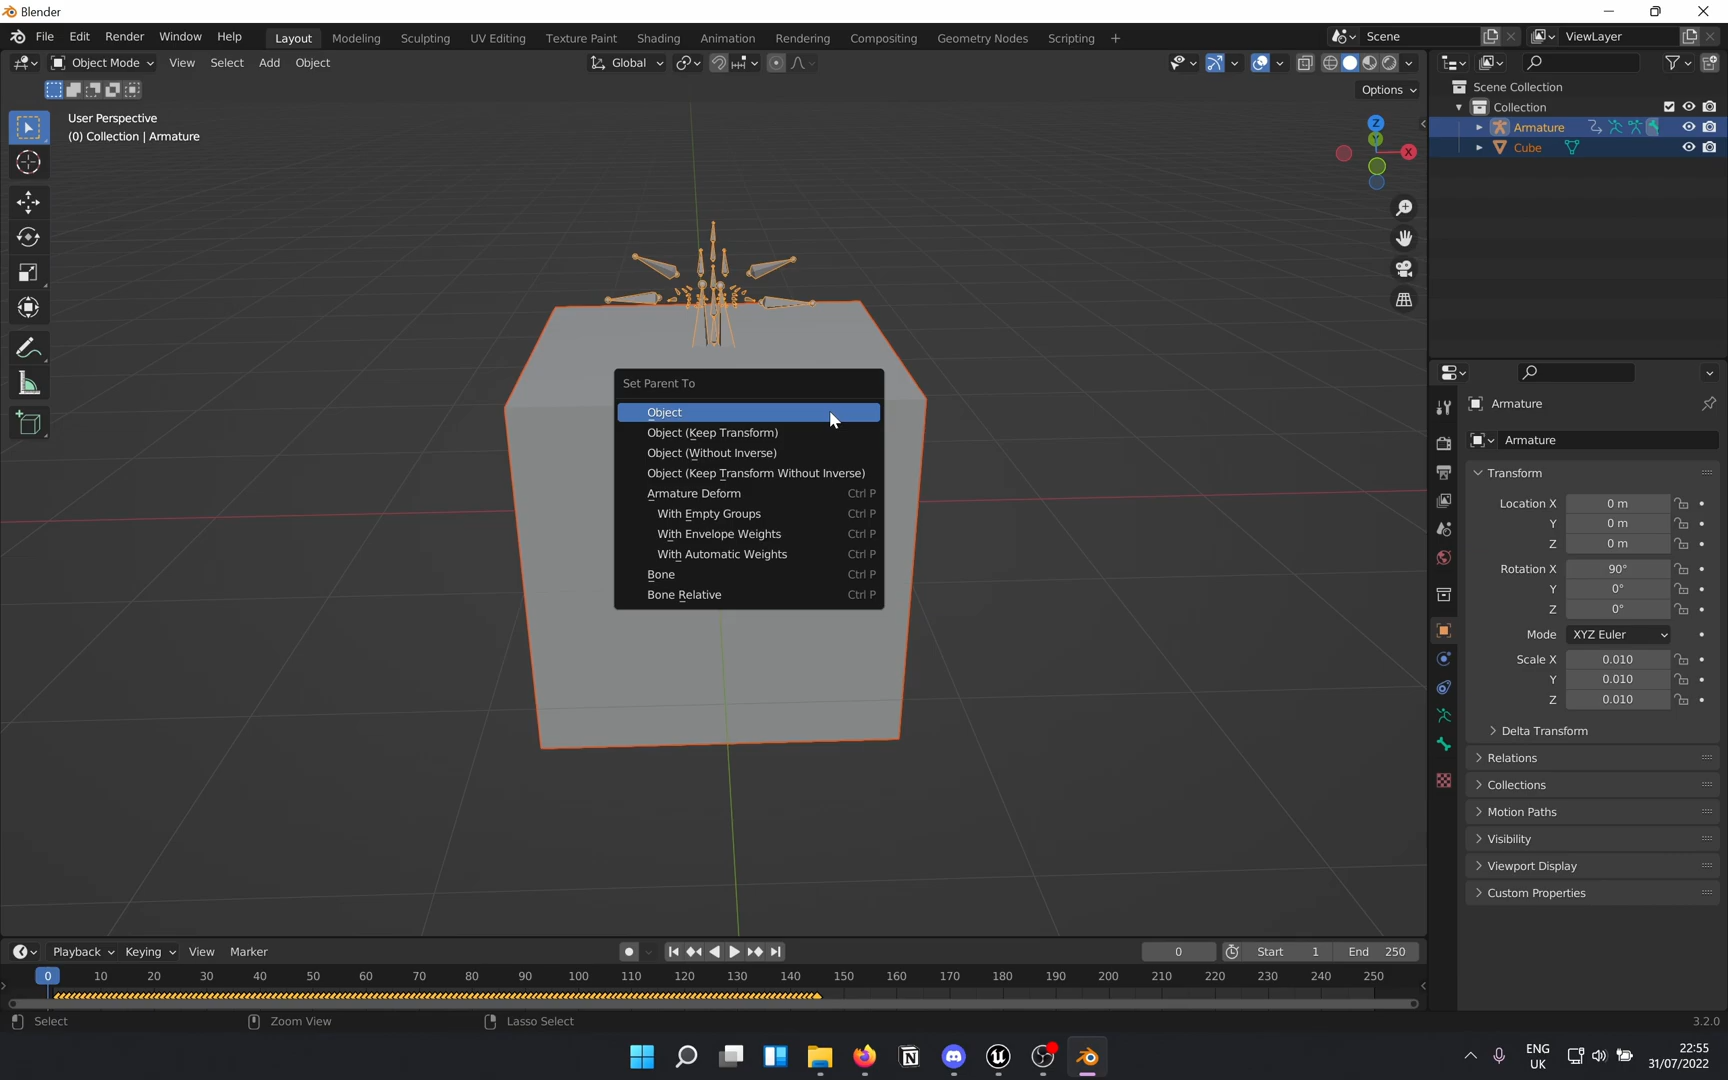 Blender
File Edit Render Window Help Layout Modeling Sculpting UV Editing Texture Paint Shading Animation Rendering Compositing Geometry Nodes Scripting + Scene ViewLayer
Object Mode View Select Add Object Global
Options
User Perspective
(0) Collection | Armature
Z
Y
X
Scene Collection
Collection
Armature
Cube
Set Parent To
Object
Object (Keep Transform)
Object (Without Inverse)
Object (Keep Transform Without Inverse)
Armature Deform Ctrl P
With Empty Groups Ctrl P
With Envelope Weights Ctrl P
With Automatic Weights Ctrl P
Bone Ctrl P
Bone Relative Ctrl P
Armature
Armature
Transform
Location X 0 m
Y 0 m
Z 0 m
Rotation X 90°
Y 0°
Z 0°
Mode XYZ Euler
Scale X 0.010
Y 0.010
Z 0.010
Delta Transform
Relations
Collections
Motion Paths
Visibility
Viewport Display
Custom Properties
Playback Keying View Marker 0 Start 1 End 250
0 10 20 30 40 50 60 70 80 90 100 110 120 130 140 150 160 170 180 190 200 210 220 230 240 250
Select Zoom View Lasso Select 3.2.0
ENG
UK
22:55
31/07/2022